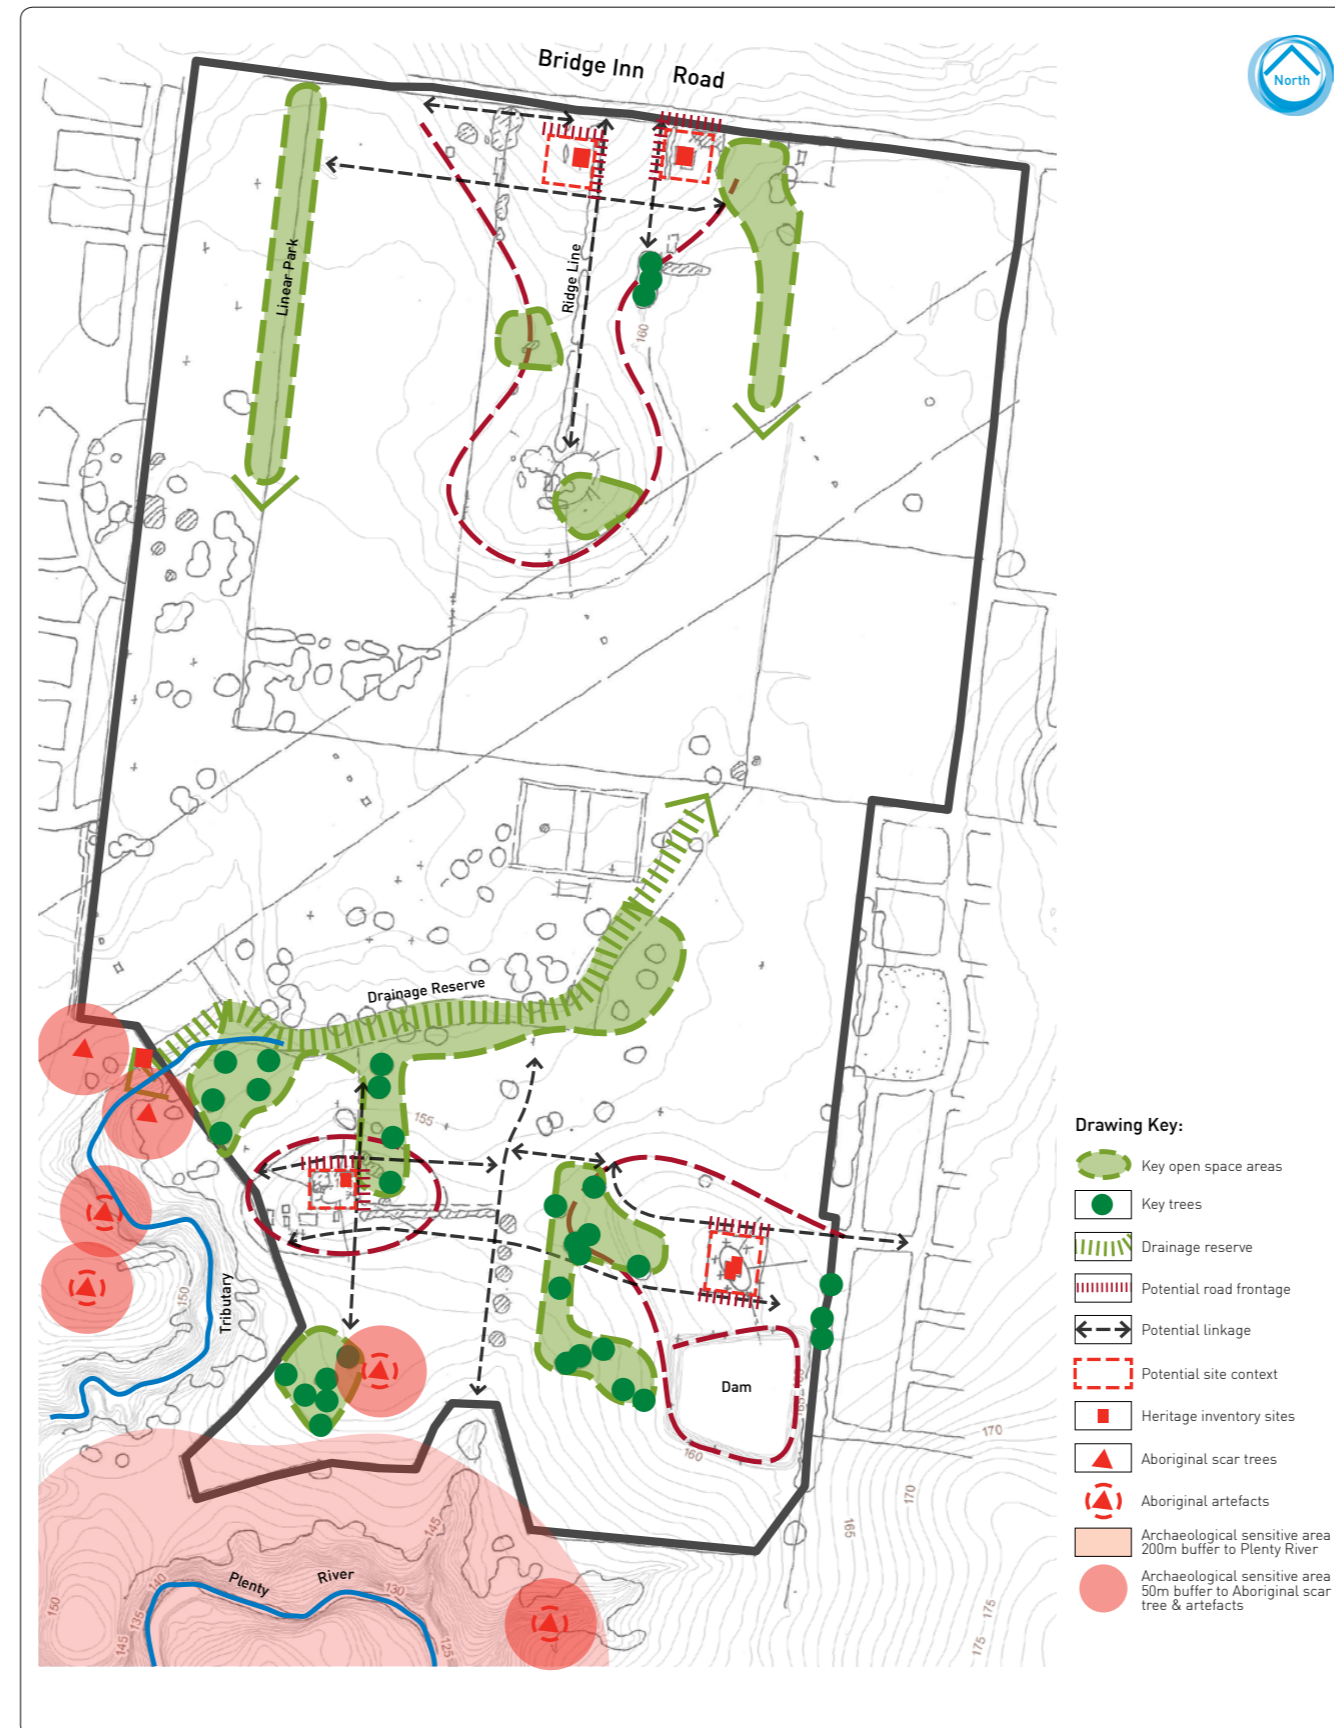 Bridge Inn Road
North
Linear Park
Ridge Line
160
Drainage Reserve
155
150
Tributary
Dam
165
160
170
170
165
145
Plenty River
140
135
130
150
145
125
175
175
Drawing Key:
Key open space areas
Key trees
Drainage reserve
Potential road frontage
Potential linkage
Potential site context
Heritage inventory sites
Aboriginal scar trees
Aboriginal artefacts
Archaeological sensitive area
200m buffer to Plenty River
Archaeological sensitive area
50m buffer to Aboriginal scar
tree & artefacts